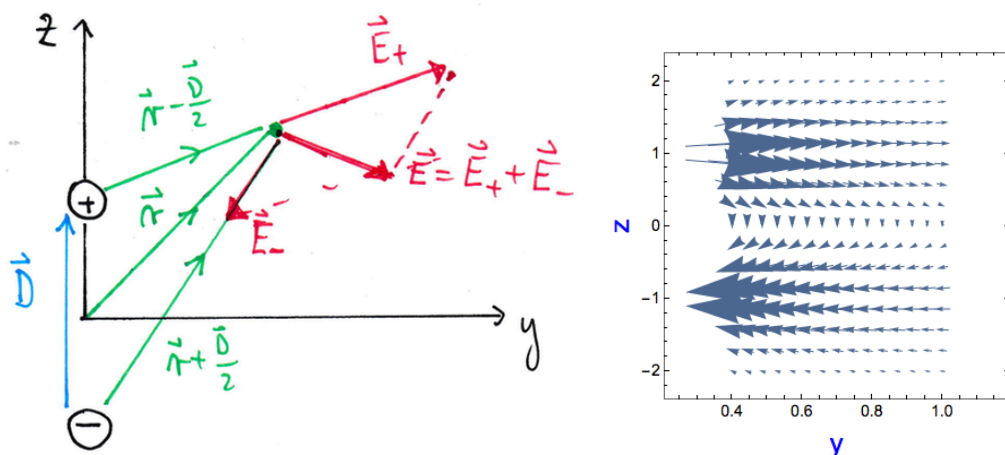 z
E⃗₊
r⃗ - D⃗/2
+
E⃗ = E⃗₊ + E⃗₋
r⃗
E⃗₋
D⃗
y
r⃗ + D⃗/2
−
2
1
z
0
-1
-2
0.4 0.6 0.8 1.0
y